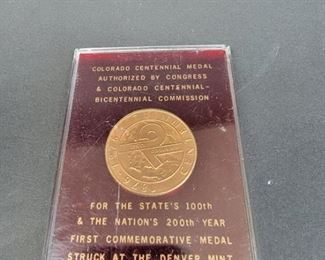 COLORADO CENTENNIAL MEDAL
AUTHORIZED BY CONGRESS
& COLORADO CENTENNIAL-
BICENTENNIAL COMMISSION
FOR THE STATE'S 100th
& THE NATION'S 200th YEAR
FIRST COMMEMORATIVE MEDAL
STRUCK AT THE DENVER MINT